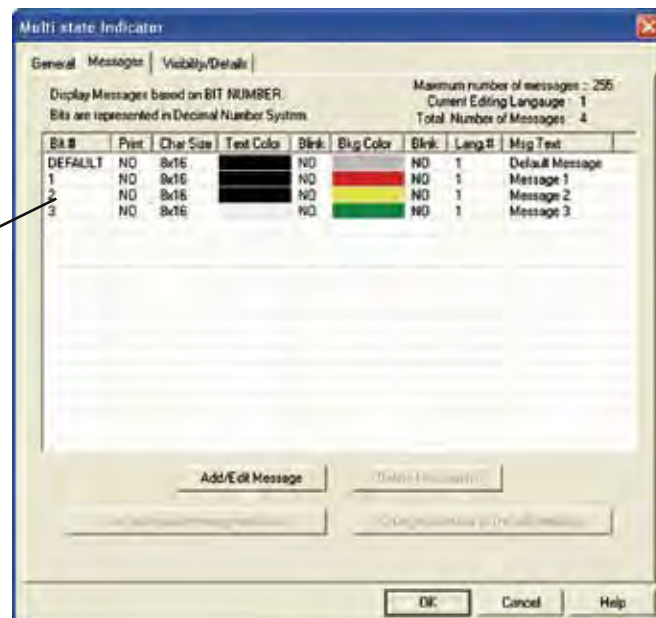 Multi state Indicator
General Messages Visibility/Details
Display Messages based on BIT NUMBER.
Bits are represented in Decimal Number System.
Maximum number of messages : 255
Current Editing Langauge : 1
Total Number of Messages : 4
Bit # Print Char Size Text Color Blink Bkg Color Blink Lang.# Msg Text
DEFAULT NO 8x16 NO NO 1 Default Message
1 NO 8x16 NO NO 1 Message 1
2 NO 8x16 NO NO 1 Message 2
3 NO 8x16 NO NO 1 Message 3
Add/Edit Message
OK Cancel Help